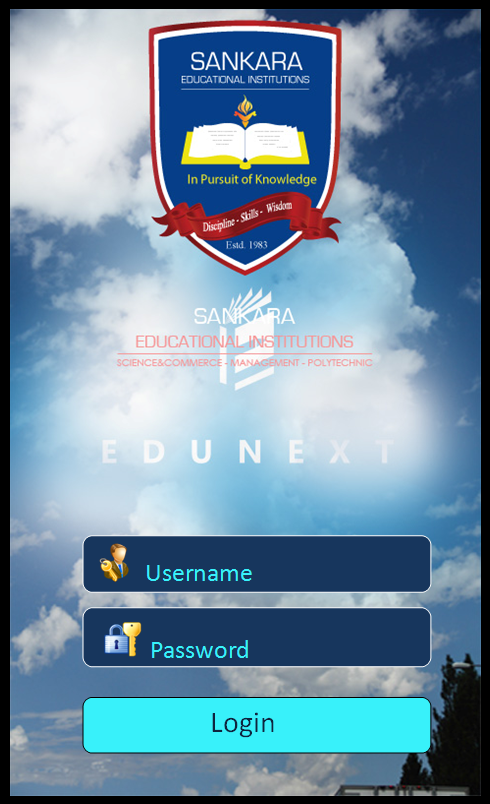 SANKARA
EDUCATIONAL INSTITUTIONS
In Pursuit of Knowledge
Discipline - Skills - Wisdom
Estd. 1983
SANKARA
EDUCATIONAL INSTITUTIONS
SCIENCE&COMMERCE - MANAGEMENT - POLYTECHNIC
EDUNEXT
Username
Password
Login